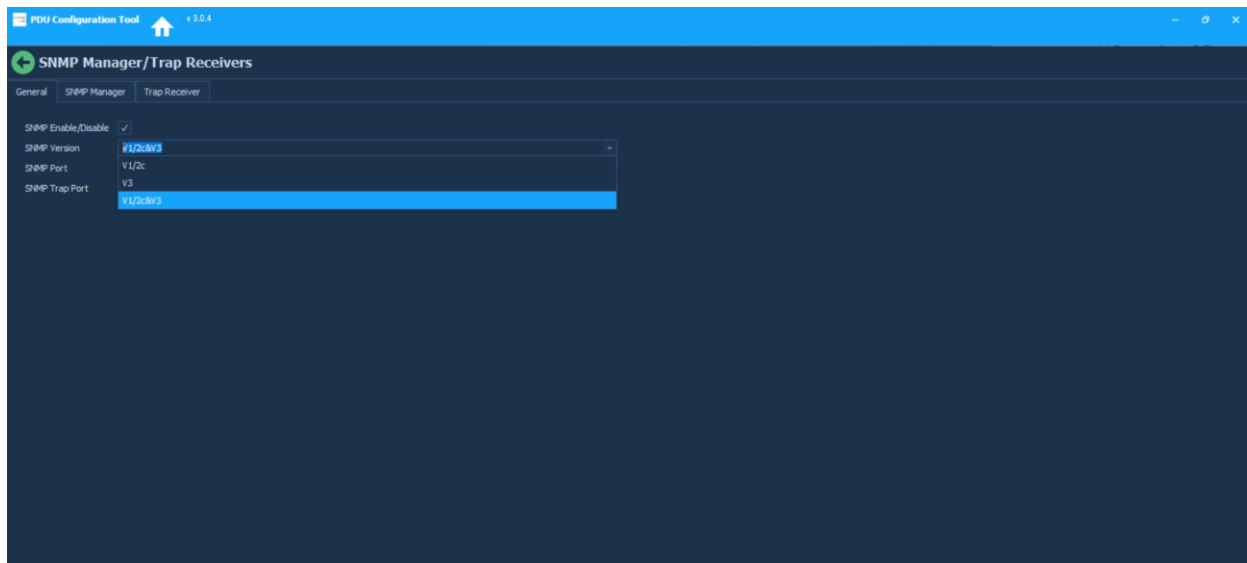 PDU Configuration Tool v 3.0.4
SNMP Manager/Trap Receivers
General SNMP Manager Trap Receiver
SNMP Enable/Disable
SNMP Version V1/2c&V3
SNMP Port V1/2c
V3
SNMP Trap Port
V1/2c&V3